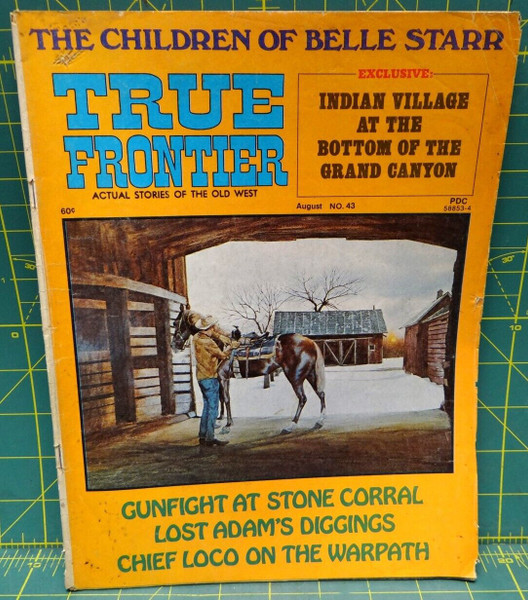 THE CHILDREN OF BELLE STARR
TRUE
FRONTIER
ACTUAL STORIES OF THE OLD WEST
EXCLUSIVE:
INDIAN VILLAGE
AT THE
BOTTOM OF THE
GRAND CANYON
60¢
August NO. 43
PDC
58853-4
GUNFIGHT AT STONE CORRAL
LOST ADAM'S DIGGINGS
CHIEF LOCO ON THE WARPATH